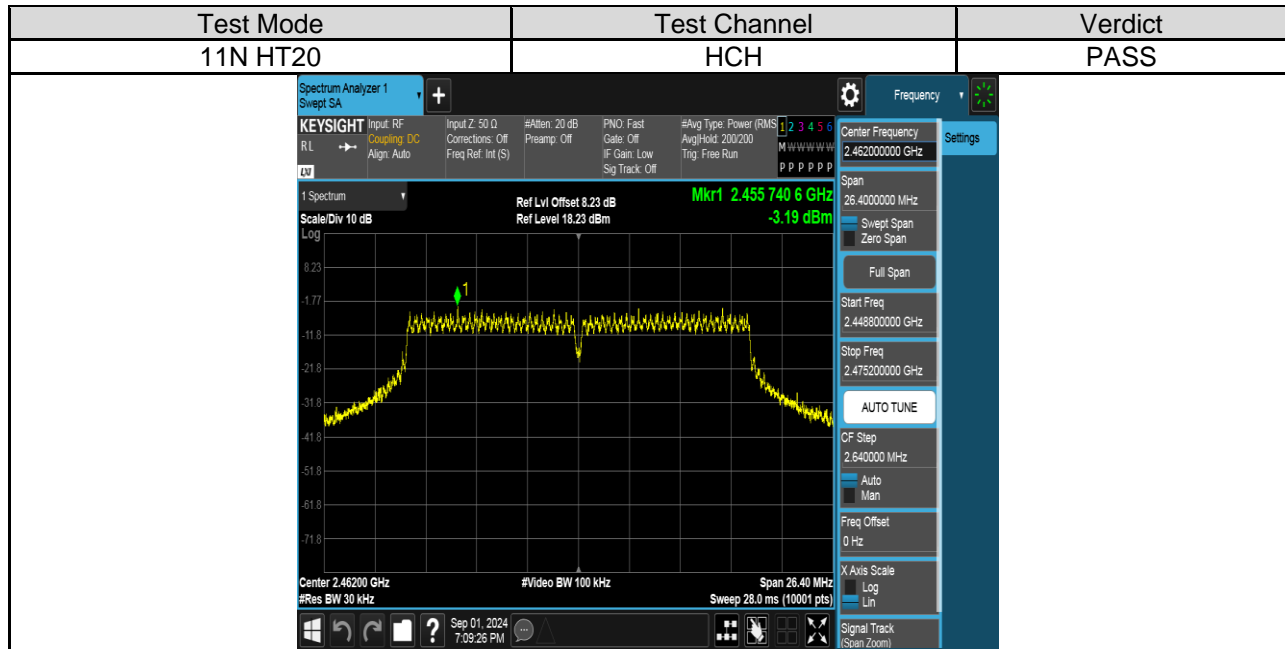 Test Mode Test Channel Verdict
11N HT20 HCH PASS
Spectrum Analyzer 1
Swept SA
+
Frequency
KEYSIGHT
RL
LXI
Input: RF
Coupling: DC
Align: Auto
Input Z: 50 Ω
Corrections: Off
Freq Ref: Int (S)
#Atten: 20 dB
Preamp: Off
PNO: Fast
Gate: Off
IF Gain: Low
Sig Track: Off
#Avg Type: Power (RMS
Avg|Hold: 200/200
Trig: Free Run
1 2 3 4 5 6
M W W W W W
P P P P P P
1 Spectrum
Scale/Div 10 dB
Log
Ref Lvl Offset 8.23 dB
Ref Level 18.23 dBm
Mkr1 2.455 740 6 GHz
-3.19 dBm
8.23
-1.77
-11.8
-21.8
-31.8
-41.8
-51.8
-61.8
-71.8
1
Center 2.46200 GHz
#Res BW 30 kHz
#Video BW 100 kHz
Span 26.40 MHz
Sweep 28.0 ms (10001 pts)
?
Sep 01, 2024
7:09:26 PM
Center Frequency
2.462000000 GHz
Settings
Span
26.4000000 MHz
Swept Span
Zero Span
Full Span
Start Freq
2.448800000 GHz
Stop Freq
2.475200000 GHz
AUTO TUNE
CF Step
2.640000 MHz
Auto
Man
Freq Offset
0 Hz
X Axis Scale
Log
Lin
Signal Track
(Span Zoom)